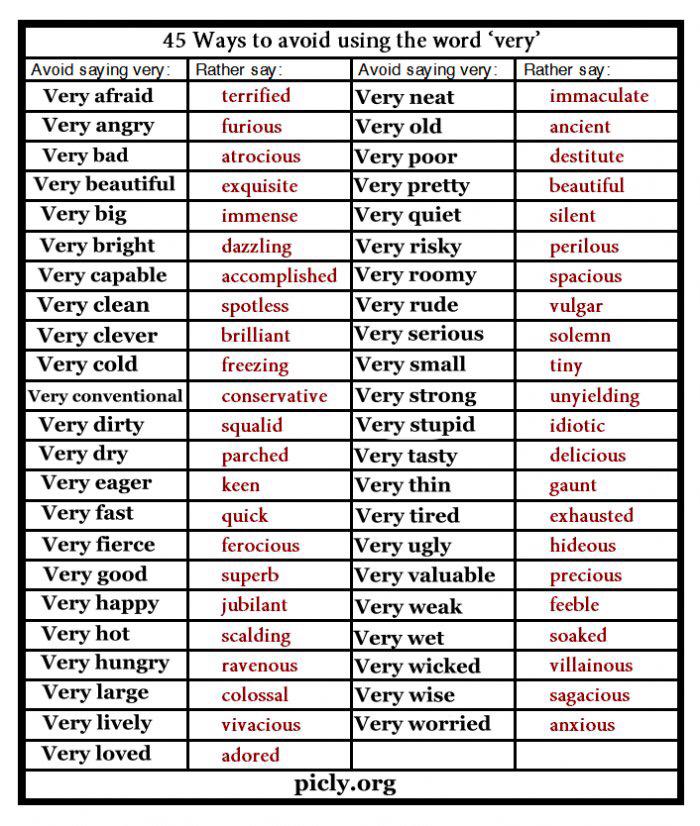 45 Ways to avoid using the word ‘very’
Avoid saying very: Rather say: Avoid saying very: Rather say:
Very afraid terrified Very neat immaculate
Very angry furious Very old ancient
Very bad atrocious Very poor destitute
Very beautiful exquisite Very pretty beautiful
Very big immense Very quiet silent
Very bright dazzling Very risky perilous
Very capable accomplished Very roomy spacious
Very clean spotless Very rude vulgar
Very clever brilliant Very serious solemn
Very cold freezing Very small tiny
Very conventional conservative Very strong unyielding
Very dirty squalid Very stupid idiotic
Very dry parched Very tasty delicious
Very eager keen Very thin gaunt
Very fast quick Very tired exhausted
Very fierce ferocious Very ugly hideous
Very good superb Very valuable precious
Very happy jubilant Very weak feeble
Very hot scalding Very wet soaked
Very hungry ravenous Very wicked villainous
Very large colossal Very wise sagacious
Very lively vivacious Very worried anxious
Very loved adored
picly.org